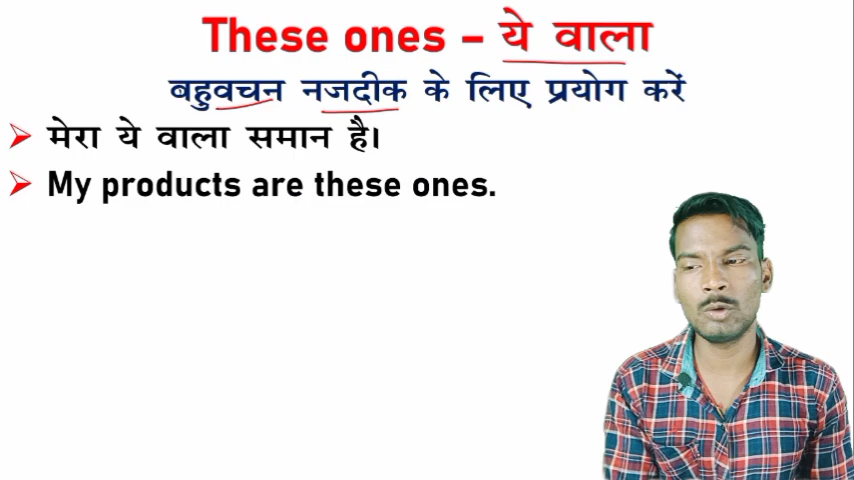 These ones – ये वाला
बहुवचन नजदीक के लिए प्रयोग करें
मेरा ये वाला समान है।
My products are these ones.